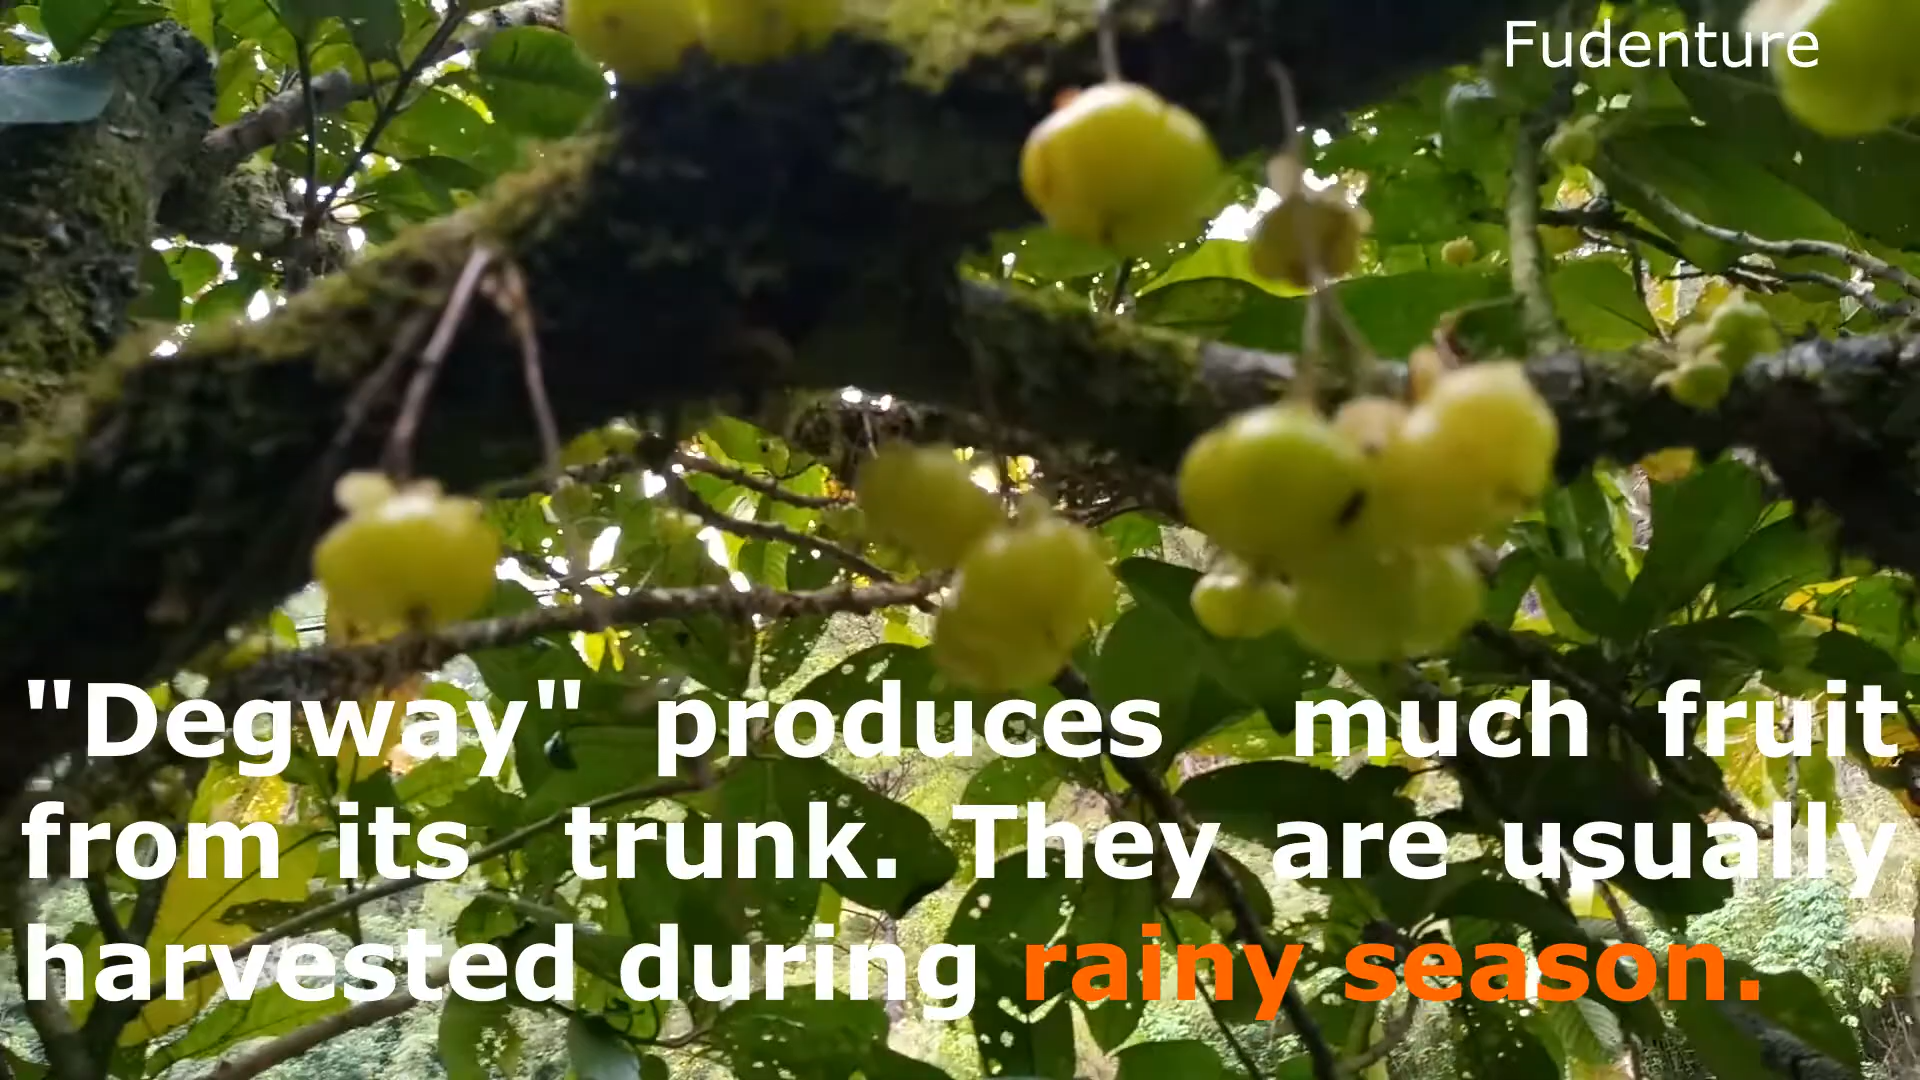 Fudenture
"Degway" produces much fruit
from its trunk. They are usually
harvested during rainy season.